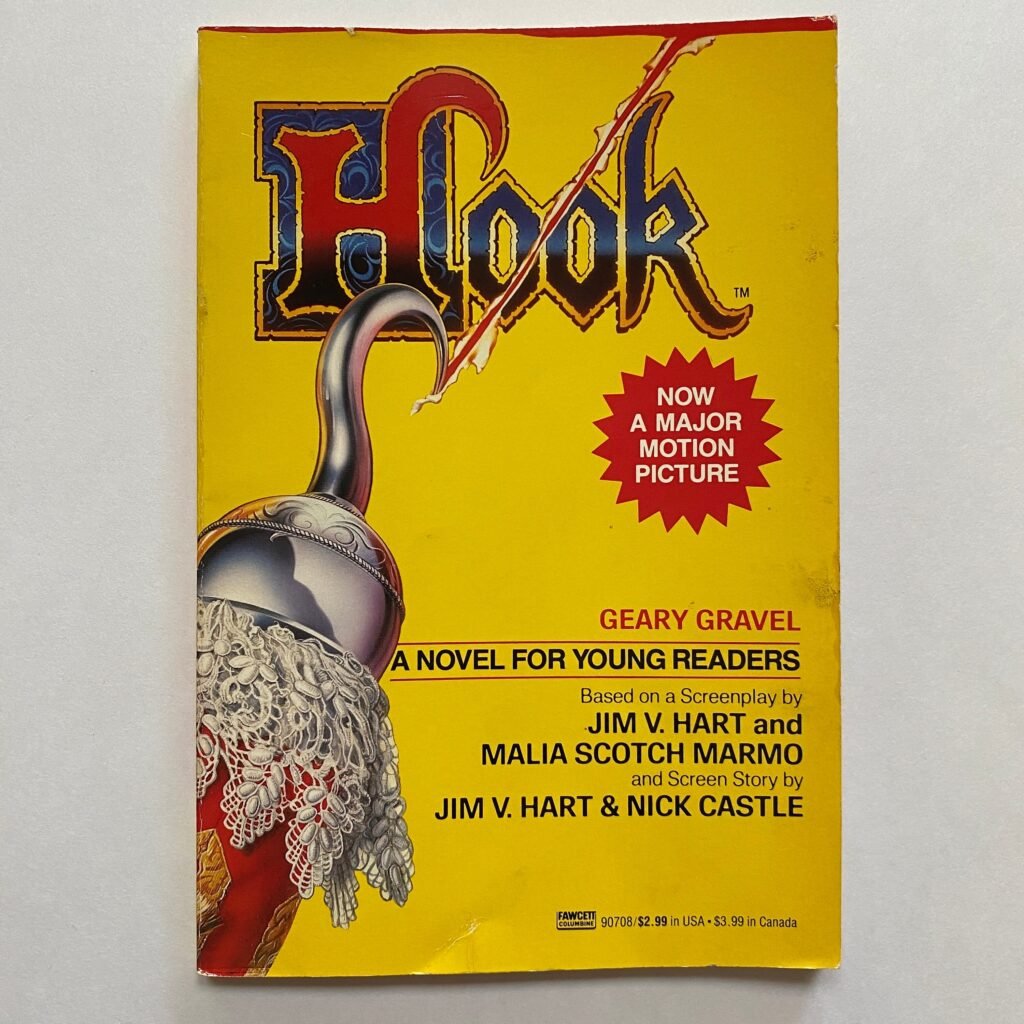 Hook
TM
NOW
A MAJOR
MOTION
PICTURE
GEARY GRAVEL
A NOVEL FOR YOUNG READERS
Based on a Screenplay by
JIM V. HART and
MALIA SCOTCH MARMO
and Screen Story by
JIM V. HART & NICK CASTLE
FAWCETT
COLUMBINE
90708/$2.99 in USA • $3.99 in Canada